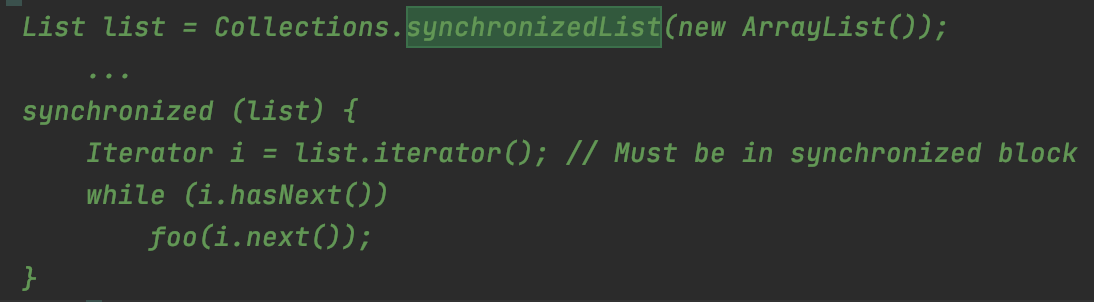 List list = Collections.synchronizedList(new ArrayList());
...
synchronized (list) {
Iterator i = list.iterator(); // Must be in synchronized block
while (i.hasNext())
foo(i.next());
}